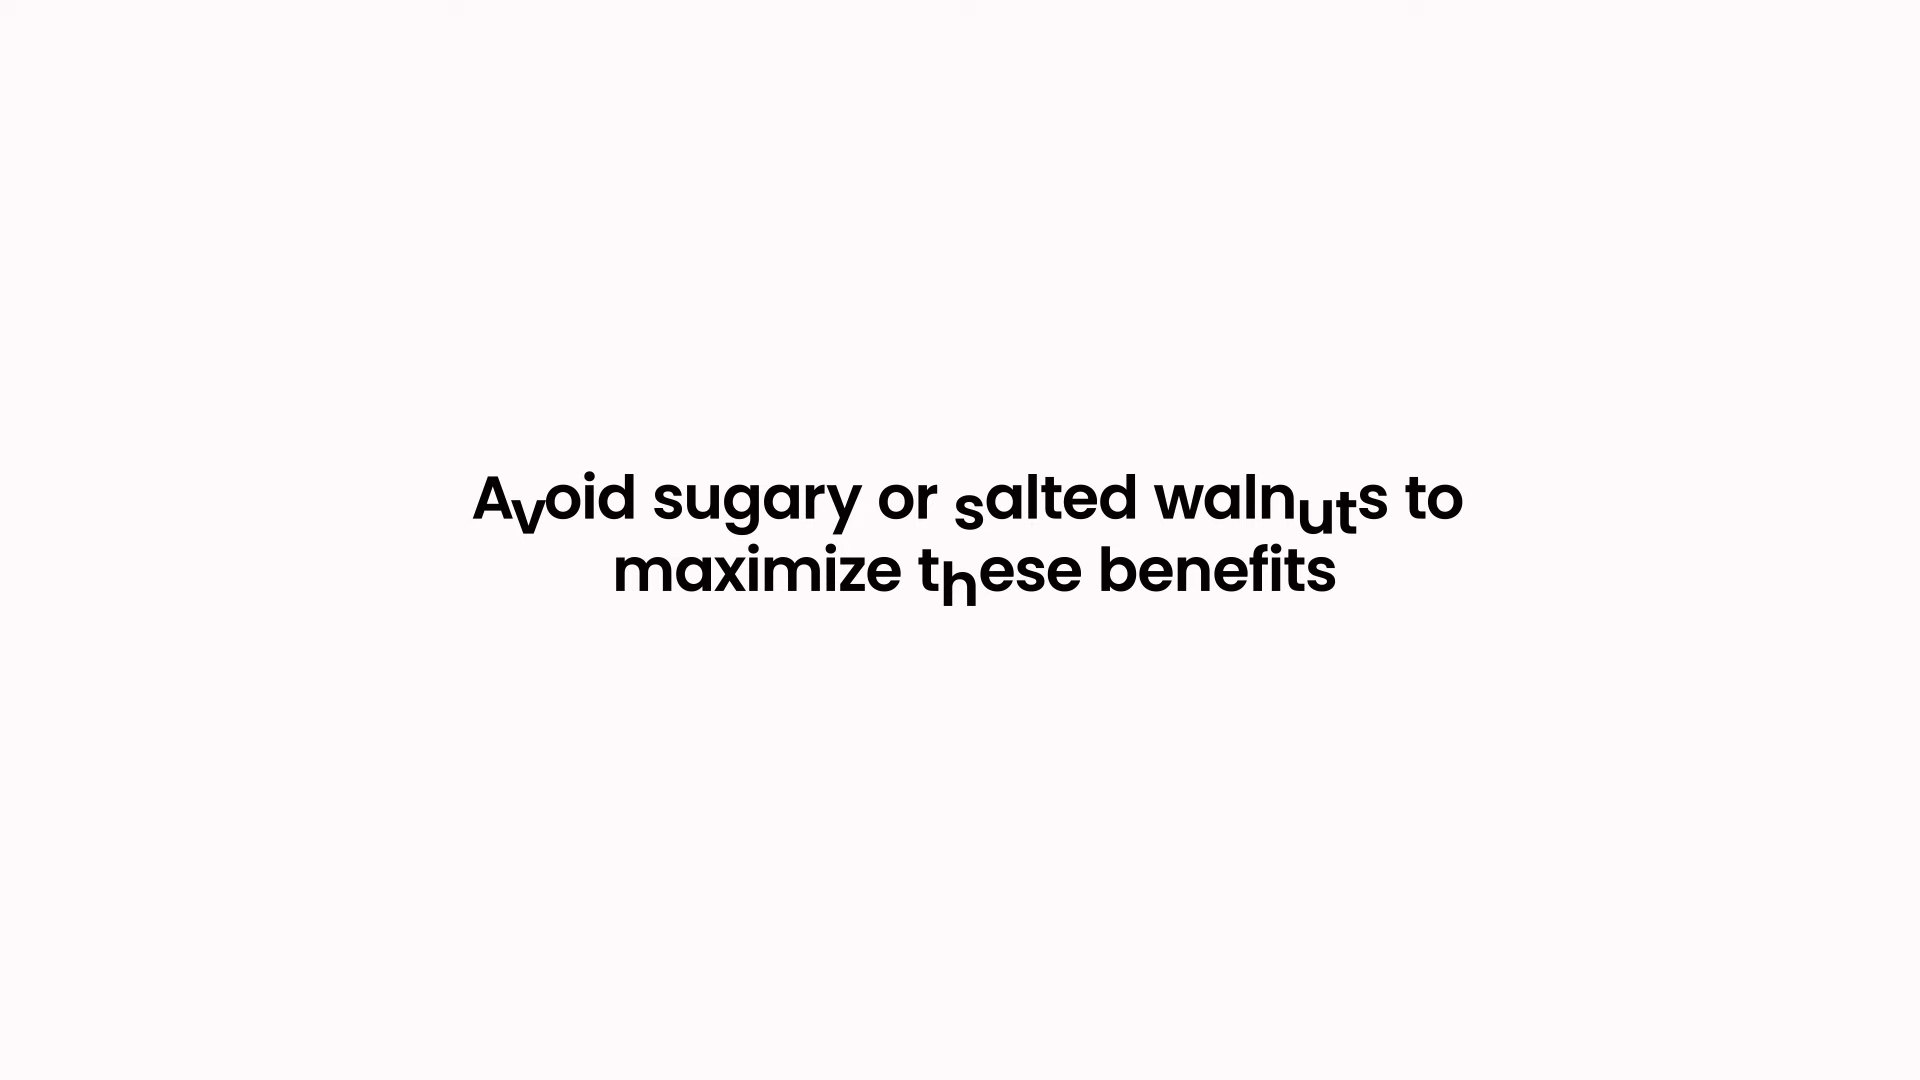 Avoid sugary or salted walnuts to
maximize these benefits